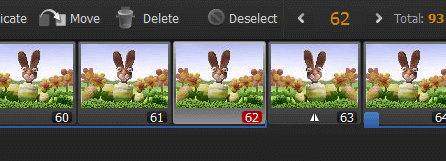 icate Move Delete Deselect 62 Total: 93
60 61 62 63 64